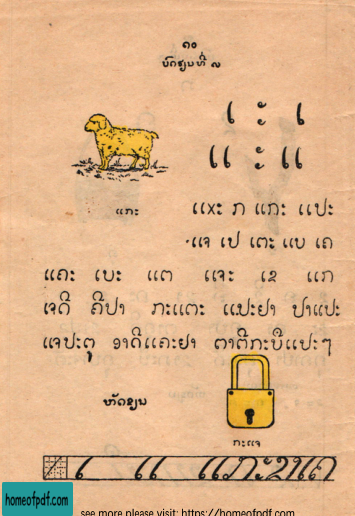 ໑໐
ບົດຮຽນທີ ໗
ເ ະ ເ
ແ ະ ແ
ແກະ
ແxະ ກ ແກະ ແປະ
ແຈ ເປ ເຕະ ແບ ເດ
ແຄະ ເບະ ແຕ ແຈະ ເຂ ແກ
ເຈດີ ຄີປາ ກະແຕະ ແປະຢາ ປາແປະ
ແຈປະຕູ ອາດີແຄະຢາ ຕາຕີກະບີແປະໆ
ຫັດຂຽນ
ກະແຈ
ເ ແ ແກະຂາເດ
homeofpdf.com
see more please visit: https://homeofpdf.com